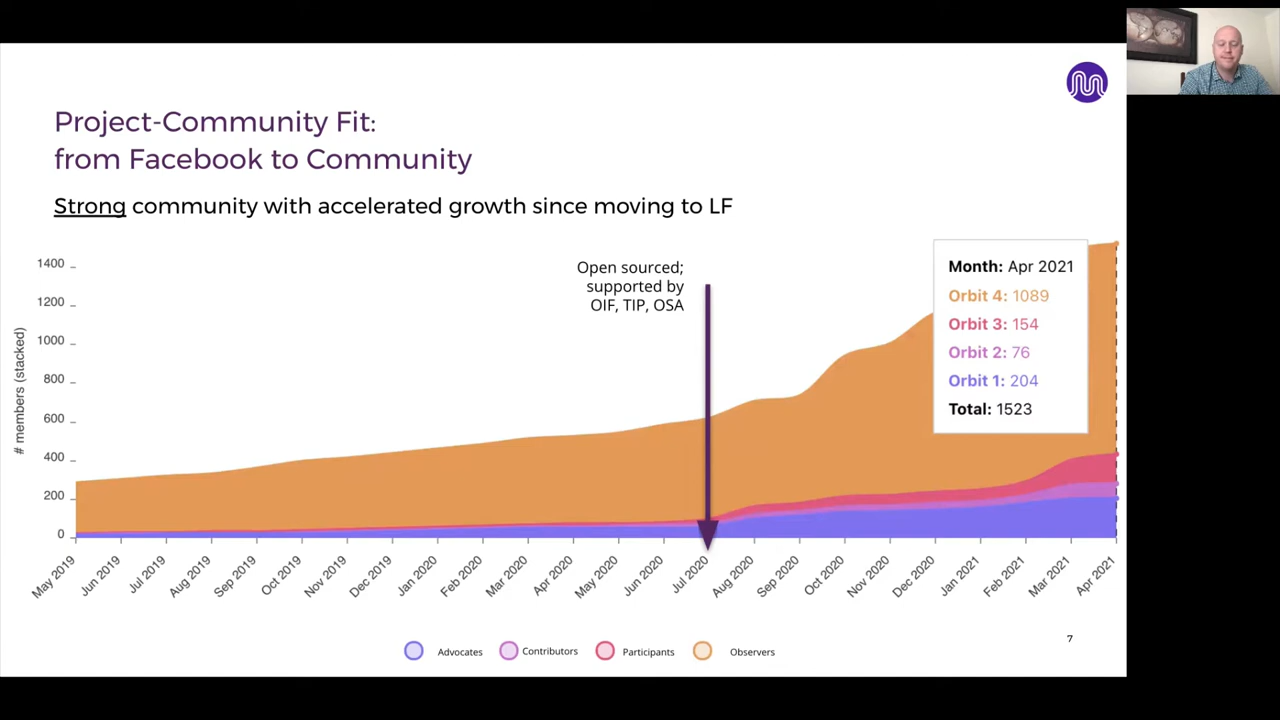 Project-Community Fit:
from Facebook to Community
Strong community with accelerated growth since moving to LF
Open sourced;
supported by
OIF, TIP, OSA
Month: Apr 2021
Orbit 4: 1089
Orbit 3: 154
Orbit 2: 76
Orbit 1: 204
Total: 1523
# members (stacked)
1400
1200
1000
800
600
400
200
0
May 2019
Jun 2019
Jul 2019
Aug 2019
Sep 2019
Oct 2019
Nov 2019
Dec 2019
Jan 2020
Feb 2020
Mar 2020
Apr 2020
May 2020
Jun 2020
Jul 2020
Aug 2020
Sep 2020
Oct 2020
Nov 2020
Dec 2020
Jan 2021
Feb 2021
Mar 2021
Apr 2021
7
Advocates Contributors Participants Observers